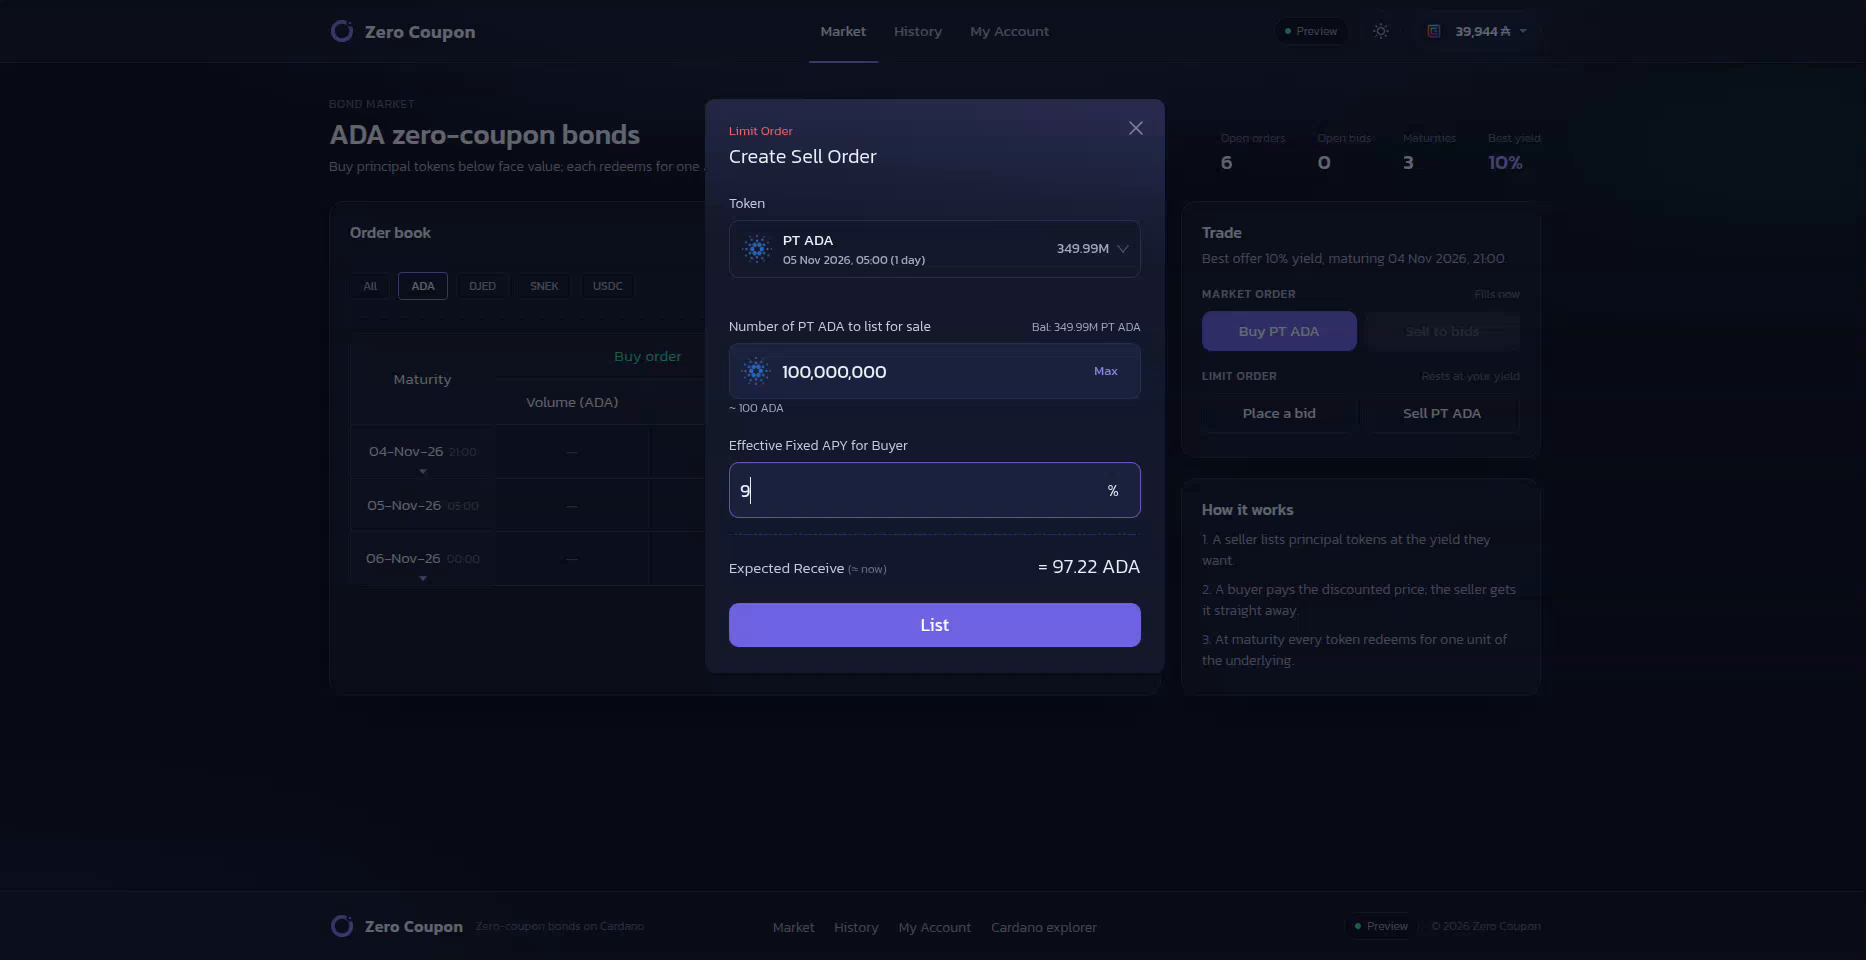 Zero Coupon
Market History My Account
Preview
39,944 ₳
BOND MARKET
ADA zero-coupon bonds
Buy principal tokens below face value; each redeems for one
Open orders Open bids Maturities Best yield
6 0 3 10%
Order book
All ADA DJED SNEK USDC
Maturity
Buy order
Volume (ADA)
04-Nov-26 21:00 —
05-Nov-26 05:00 —
06-Nov-26 00:00 —
Limit Order
Create Sell Order
Token
PT ADA
05 Nov 2026, 05:00 (1 day)
349.99M
Number of PT ADA to list for sale Bal: 349.99M PT ADA
100,000,000 Max
~ 100 ADA
Effective Fixed APY for Buyer
9 %
Expected Receive (≈ now) = 97.22 ADA
List
Trade
Best offer 10% yield, maturing 04 Nov 2026, 21:00.
MARKET ORDER Fills now
Buy PT ADA Sell to bids
LIMIT ORDER Rests at your yield
Place a bid Sell PT ADA
How it works
1. A seller lists principal tokens at the yield they
want.
2. A buyer pays the discounted price; the seller gets
it straight away.
3. At maturity every token redeems for one unit of
the underlying.
Zero Coupon Zero-coupon bonds on Cardano
Market History My Account Cardano explorer
Preview © 2026 Zero Coupon